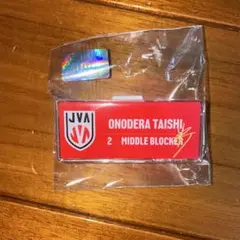 JVA
ONODERA TAISHI
2 MIDDLE BLOCKER